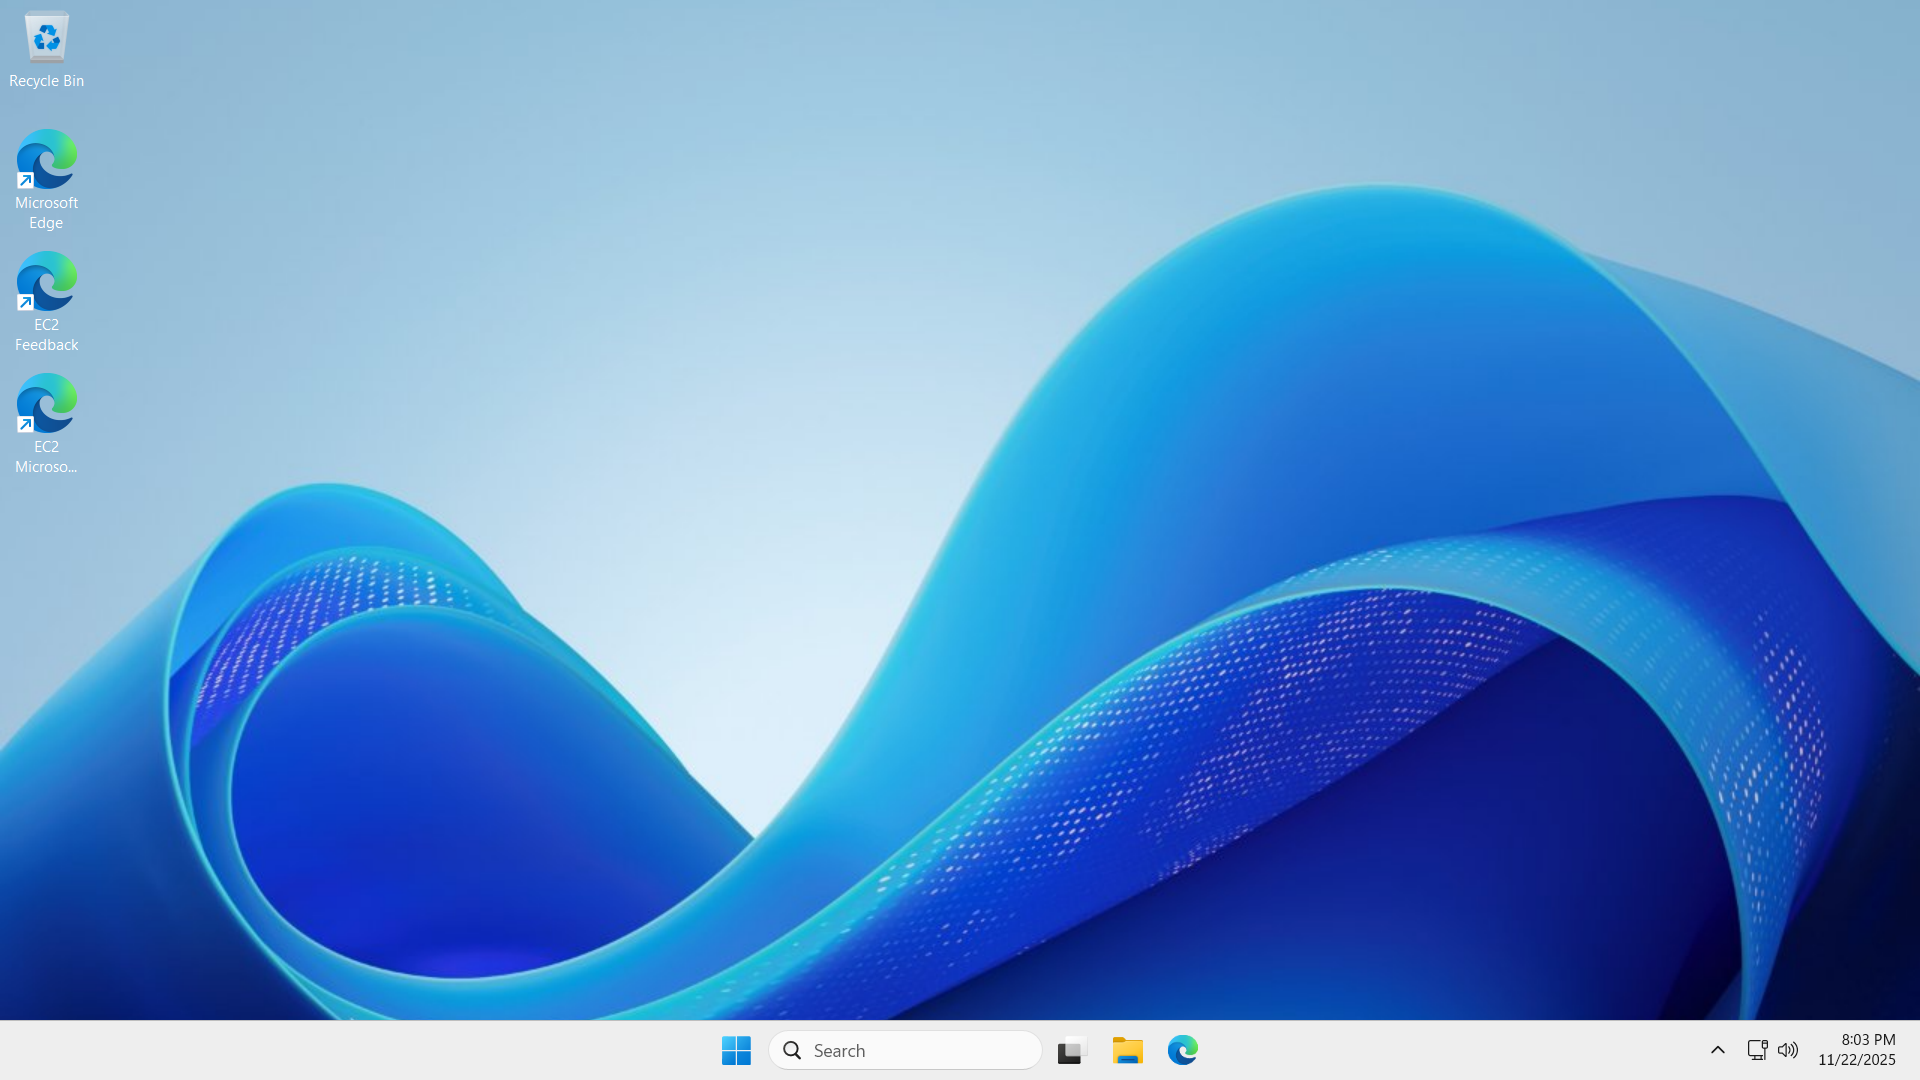 Recycle Bin
Microsoft
Edge
EC2
Feedback
EC2
Microso...
Search
8:03 PM
11/22/2025